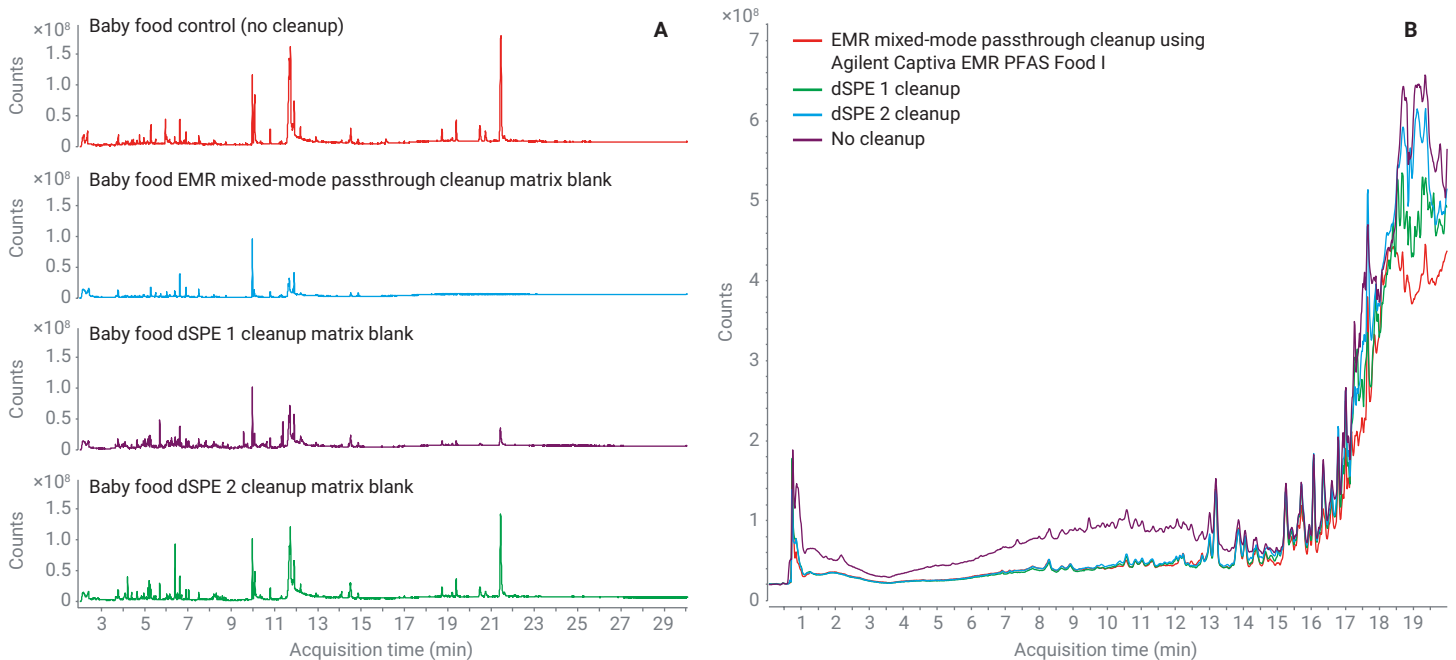 Baby food control (no cleanup)
A
×10⁸
1.5
1.0
0.5
0
Counts
Baby food EMR mixed-mode passthrough cleanup matrix blank
×10⁸
1.5
1.0
0.5
0
Counts
Baby food dSPE 1 cleanup matrix blank
×10⁸
1.5
1.0
0.5
0
Counts
Baby food dSPE 2 cleanup matrix blank
×10⁸
1.5
1.0
0.5
0
Counts
3 5 7 9 11 13 15 17 19 21 23 25 27 29
Acquisition time (min)
×10⁸
B
EMR mixed-mode passthrough cleanup using
Agilent Captiva EMR PFAS Food I
dSPE 1 cleanup
dSPE 2 cleanup
No cleanup
7
6
5
4
3
2
1
0
Counts
1 2 3 4 5 6 7 8 9 10 11 12 13 14 15 16 17 18 19
Acquisition time (min)